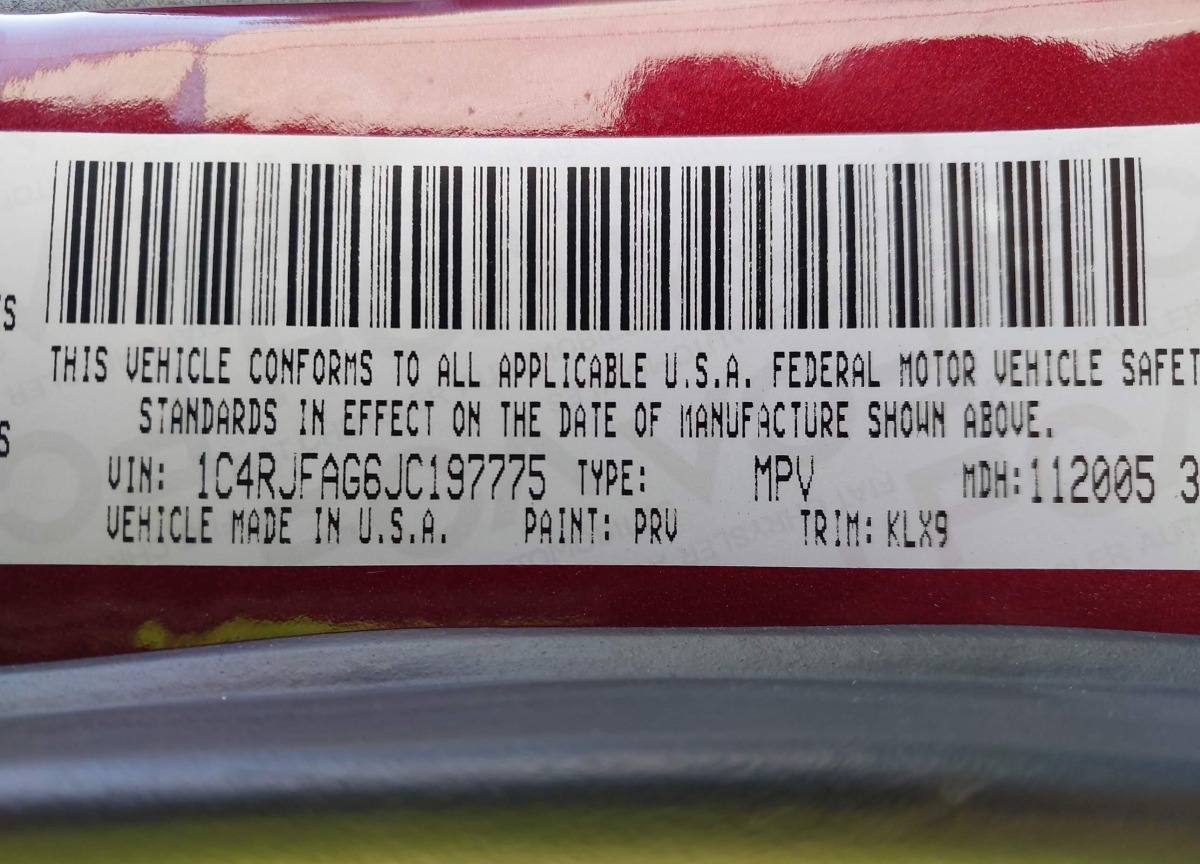 THIS VEHICLE CONFORMS TO ALL APPLICABLE U.S.A. FEDERAL MOTOR VEHICLE SAFET
STANDARDS IN EFFECT ON THE DATE OF MANUFACTURE SHOWN ABOVE.
VIN: 1C4RJFAG6JC197775 TYPE: MPV MDH:112005 3
VEHICLE MADE IN U.S.A. PAINT: PRV TRIM: KLX9